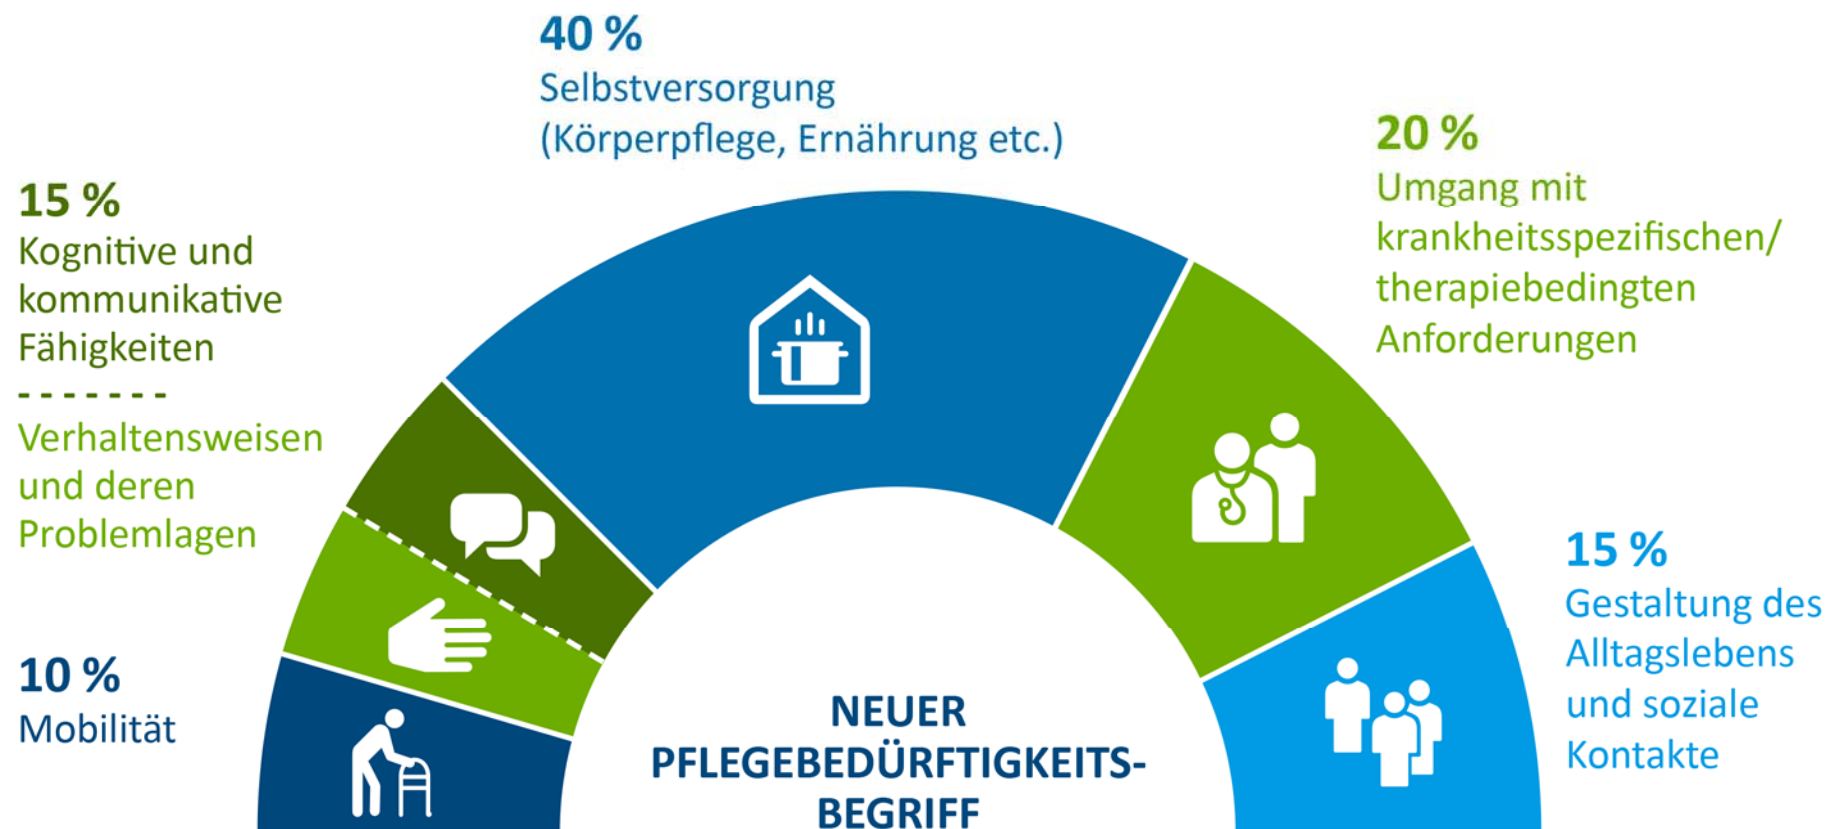 40 %
Selbstversorgung
(Körperpflege, Ernährung etc.)
20 %
Umgang mit
krankheitsspezifischen/
therapiebedingten
Anforderungen
15 %
Kognitive und
kommunikative
Fähigkeiten
- - - - - - -
Verhaltensweisen
und deren
Problemlagen
15 %
Gestaltung des
Alltagslebens
und soziale
Kontakte
10 %
Mobilität
NEUER
PFLEGEBEDÜRFTIGKEITS-
BEGRIFF